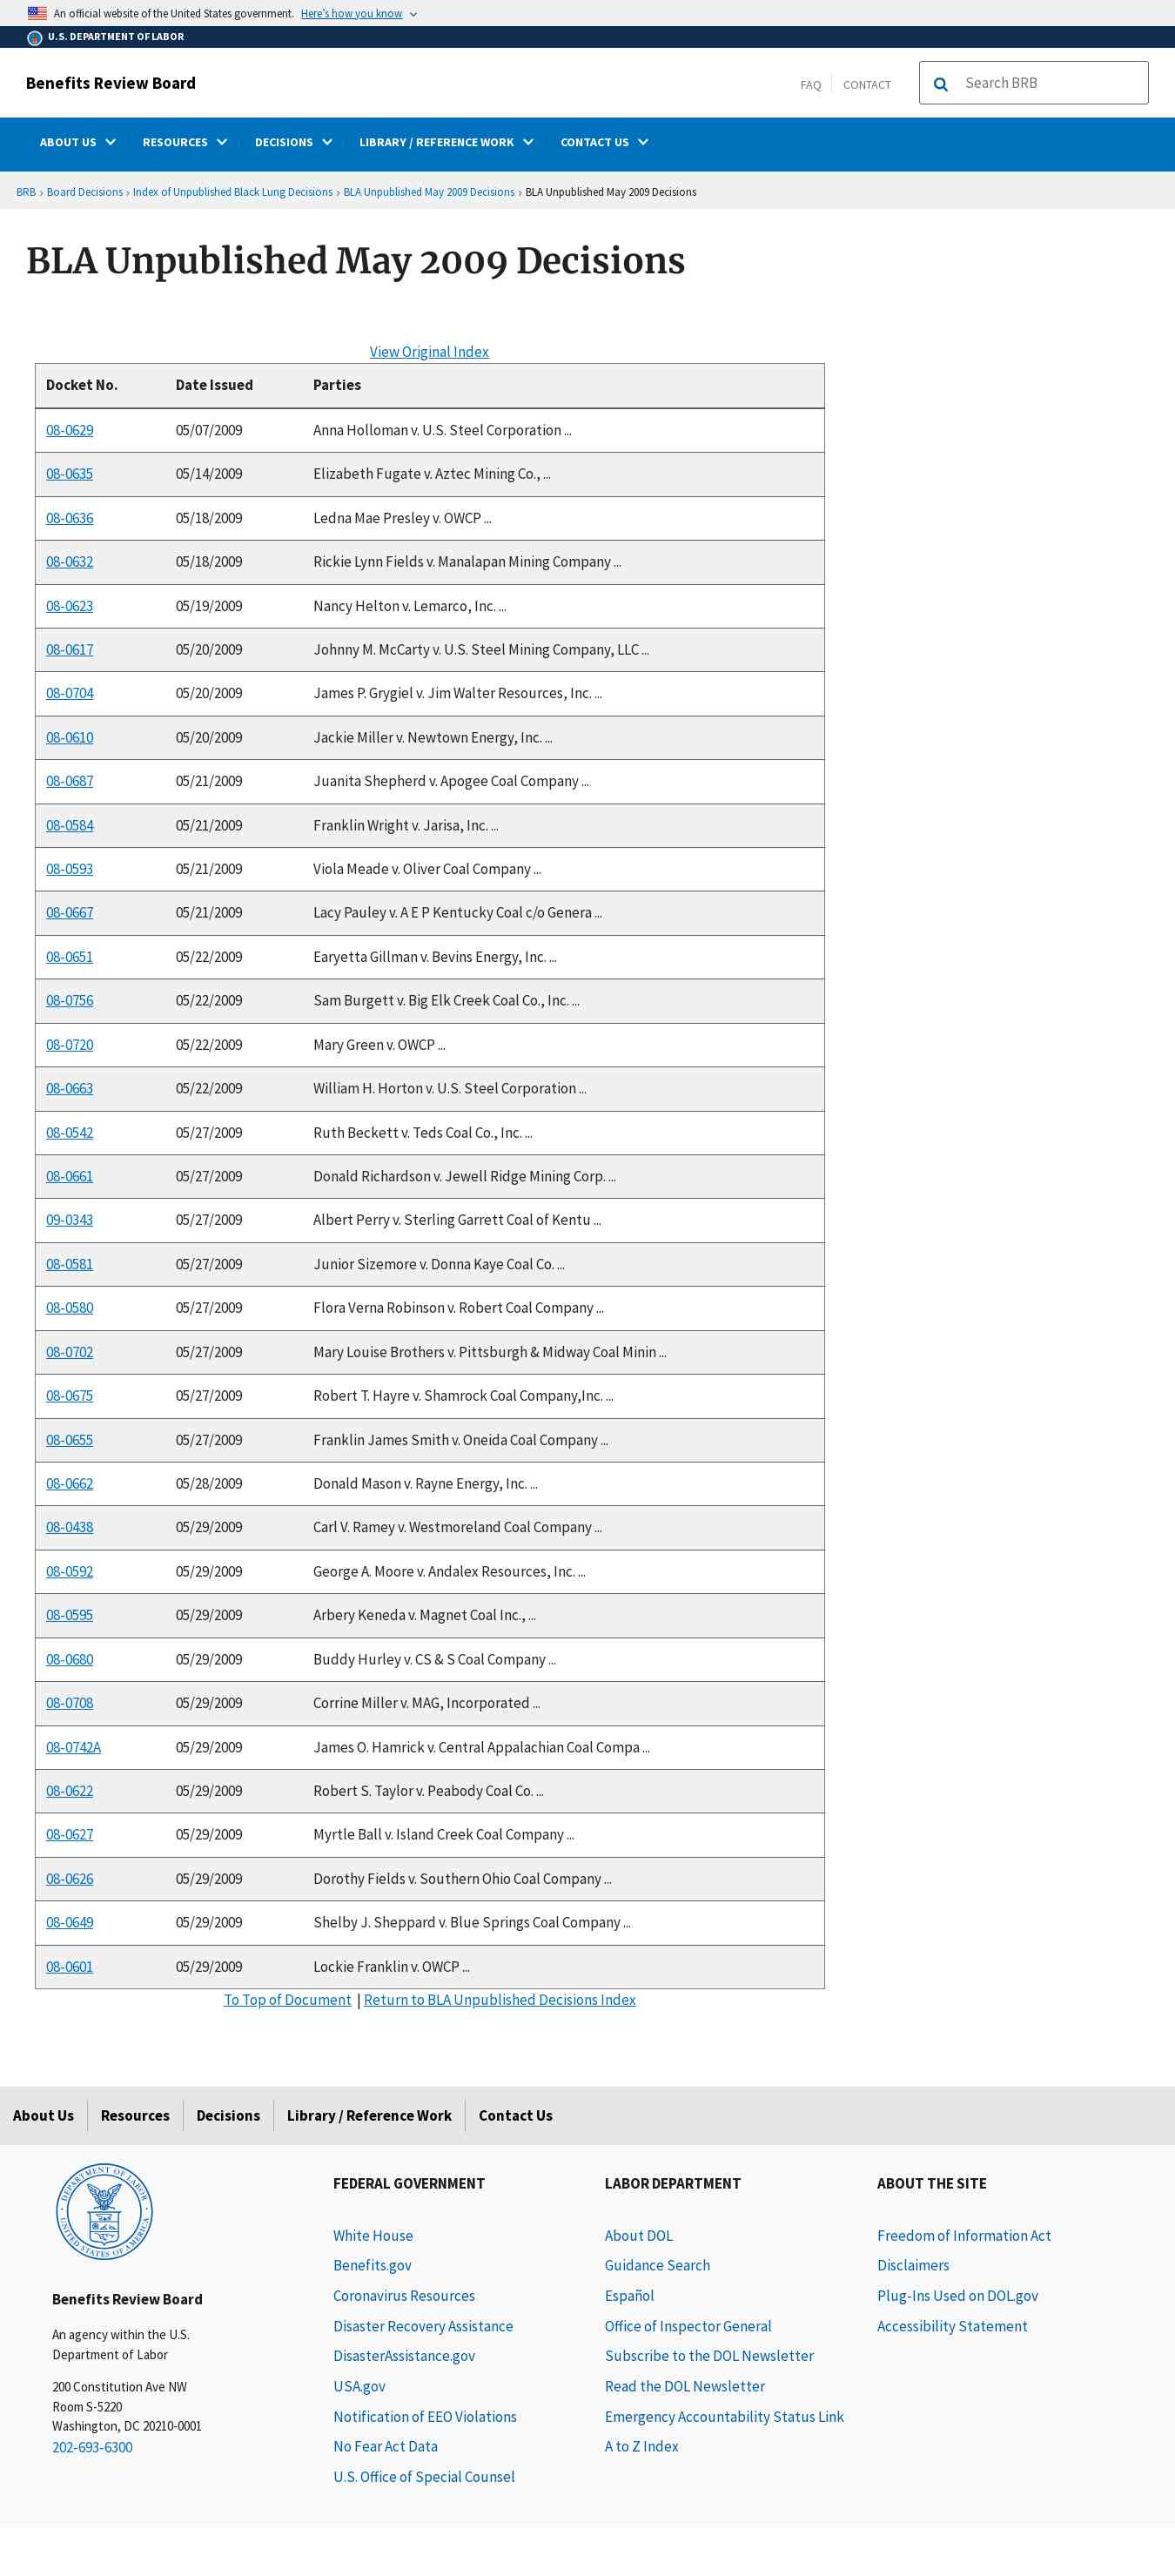 An official website of the United States government. Here's how you know
U.S. DEPARTMENT OF LABOR
Benefits Review Board
FAQ
CONTACT
Search BRB
ABOUT US RESOURCES DECISIONS LIBRARY / REFERENCE WORK CONTACT US
BRB › Board Decisions › Index of Unpublished Black Lung Decisions › BLA Unpublished May 2009 Decisions › BLA Unpublished May 2009 Decisions
BLA Unpublished May 2009 Decisions
View Original Index
Docket No. Date Issued Parties
08-0629 05/07/2009 Anna Holloman v. U.S. Steel Corporation ...
08-0635 05/14/2009 Elizabeth Fugate v. Aztec Mining Co., ...
08-0636 05/18/2009 Ledna Mae Presley v. OWCP ...
08-0632 05/18/2009 Rickie Lynn Fields v. Manalapan Mining Company ...
08-0623 05/19/2009 Nancy Helton v. Lemarco, Inc. ...
08-0617 05/20/2009 Johnny M. McCarty v. U.S. Steel Mining Company, LLC ...
08-0704 05/20/2009 James P. Grygiel v. Jim Walter Resources, Inc. ...
08-0610 05/20/2009 Jackie Miller v. Newtown Energy, Inc. ...
08-0687 05/21/2009 Juanita Shepherd v. Apogee Coal Company ...
08-0584 05/21/2009 Franklin Wright v. Jarisa, Inc. ...
08-0593 05/21/2009 Viola Meade v. Oliver Coal Company ...
08-0667 05/21/2009 Lacy Pauley v. A E P Kentucky Coal c/o Genera ...
08-0651 05/22/2009 Earyetta Gillman v. Bevins Energy, Inc. ...
08-0756 05/22/2009 Sam Burgett v. Big Elk Creek Coal Co., Inc. ...
08-0720 05/22/2009 Mary Green v. OWCP ...
08-0663 05/22/2009 William H. Horton v. U.S. Steel Corporation ...
08-0542 05/27/2009 Ruth Beckett v. Teds Coal Co., Inc. ...
08-0661 05/27/2009 Donald Richardson v. Jewell Ridge Mining Corp. ...
09-0343 05/27/2009 Albert Perry v. Sterling Garrett Coal of Kentu ...
08-0581 05/27/2009 Junior Sizemore v. Donna Kaye Coal Co. ...
08-0580 05/27/2009 Flora Verna Robinson v. Robert Coal Company ...
08-0702 05/27/2009 Mary Louise Brothers v. Pittsburgh & Midway Coal Minin ...
08-0675 05/27/2009 Robert T. Hayre v. Shamrock Coal Company,Inc. ...
08-0655 05/27/2009 Franklin James Smith v. Oneida Coal Company ...
08-0662 05/28/2009 Donald Mason v. Rayne Energy, Inc. ...
08-0438 05/29/2009 Carl V. Ramey v. Westmoreland Coal Company ...
08-0592 05/29/2009 George A. Moore v. Andalex Resources, Inc. ...
08-0595 05/29/2009 Arbery Keneda v. Magnet Coal Inc., ...
08-0680 05/29/2009 Buddy Hurley v. CS & S Coal Company ...
08-0708 05/29/2009 Corrine Miller v. MAG, Incorporated ...
08-0742A 05/29/2009 James O. Hamrick v. Central Appalachian Coal Compa ...
08-0622 05/29/2009 Robert S. Taylor v. Peabody Coal Co. ...
08-0627 05/29/2009 Myrtle Ball v. Island Creek Coal Company ...
08-0626 05/29/2009 Dorothy Fields v. Southern Ohio Coal Company ...
08-0649 05/29/2009 Shelby J. Sheppard v. Blue Springs Coal Company ...
08-0601 05/29/2009 Lockie Franklin v. OWCP ...
To Top of Document | Return to BLA Unpublished Decisions Index
About Us Resources Decisions Library / Reference Work Contact Us
DEPARTMENT OF LABOR
UNITED STATES OF AMERICA
Benefits Review Board
An agency within the U.S.
Department of Labor
200 Constitution Ave NW
Room S-5220
Washington, DC 20210-0001
202-693-6300
FEDERAL GOVERNMENT
White House
Benefits.gov
Coronavirus Resources
Disaster Recovery Assistance
DisasterAssistance.gov
USA.gov
Notification of EEO Violations
No Fear Act Data
U.S. Office of Special Counsel
LABOR DEPARTMENT
About DOL
Guidance Search
Español
Office of Inspector General
Subscribe to the DOL Newsletter
Read the DOL Newsletter
Emergency Accountability Status Link
A to Z Index
ABOUT THE SITE
Freedom of Information Act
Disclaimers
Plug-Ins Used on DOL.gov
Accessibility Statement